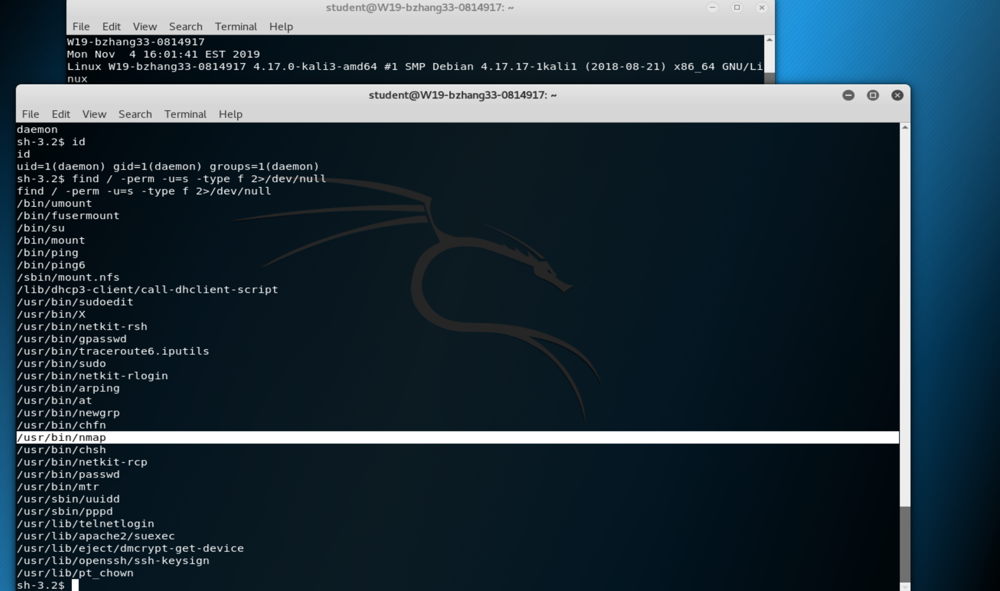 student@W19-bzhang33-0814917: ~
File Edit View Search Terminal Help
W19-bzhang33-0814917
Mon Nov  4 16:01:41 EST 2019
Linux W19-bzhang33-0814917 4.17.0-kali3-amd64 #1 SMP Debian 4.17.17-1kali1 (2018-08-21) x86_64 GNU/Li
nux
student@W19-bzhang33-0814917: ~
File Edit View Search Terminal Help
daemon
sh-3.2$ id
id
uid=1(daemon) gid=1(daemon) groups=1(daemon)
sh-3.2$ find / -perm -u=s -type f 2>/dev/null
find / -perm -u=s -type f 2>/dev/null
/bin/umount
/bin/fusermount
/bin/su
/bin/mount
/bin/ping
/bin/ping6
/sbin/mount.nfs
/lib/dhcp3-client/call-dhclient-script
/usr/bin/sudoedit
/usr/bin/X
/usr/bin/netkit-rsh
/usr/bin/gpasswd
/usr/bin/traceroute6.iputils
/usr/bin/sudo
/usr/bin/netkit-rlogin
/usr/bin/arping
/usr/bin/at
/usr/bin/newgrp
/usr/bin/chfn
/usr/bin/nmap
/usr/bin/chsh
/usr/bin/netkit-rcp
/usr/bin/passwd
/usr/bin/mtr
/usr/sbin/uuidd
/usr/sbin/pppd
/usr/lib/telnetlogin
/usr/lib/apache2/suexec
/usr/lib/eject/dmcrypt-get-device
/usr/lib/openssh/ssh-keysign
/usr/lib/pt_chown
sh-3.2$